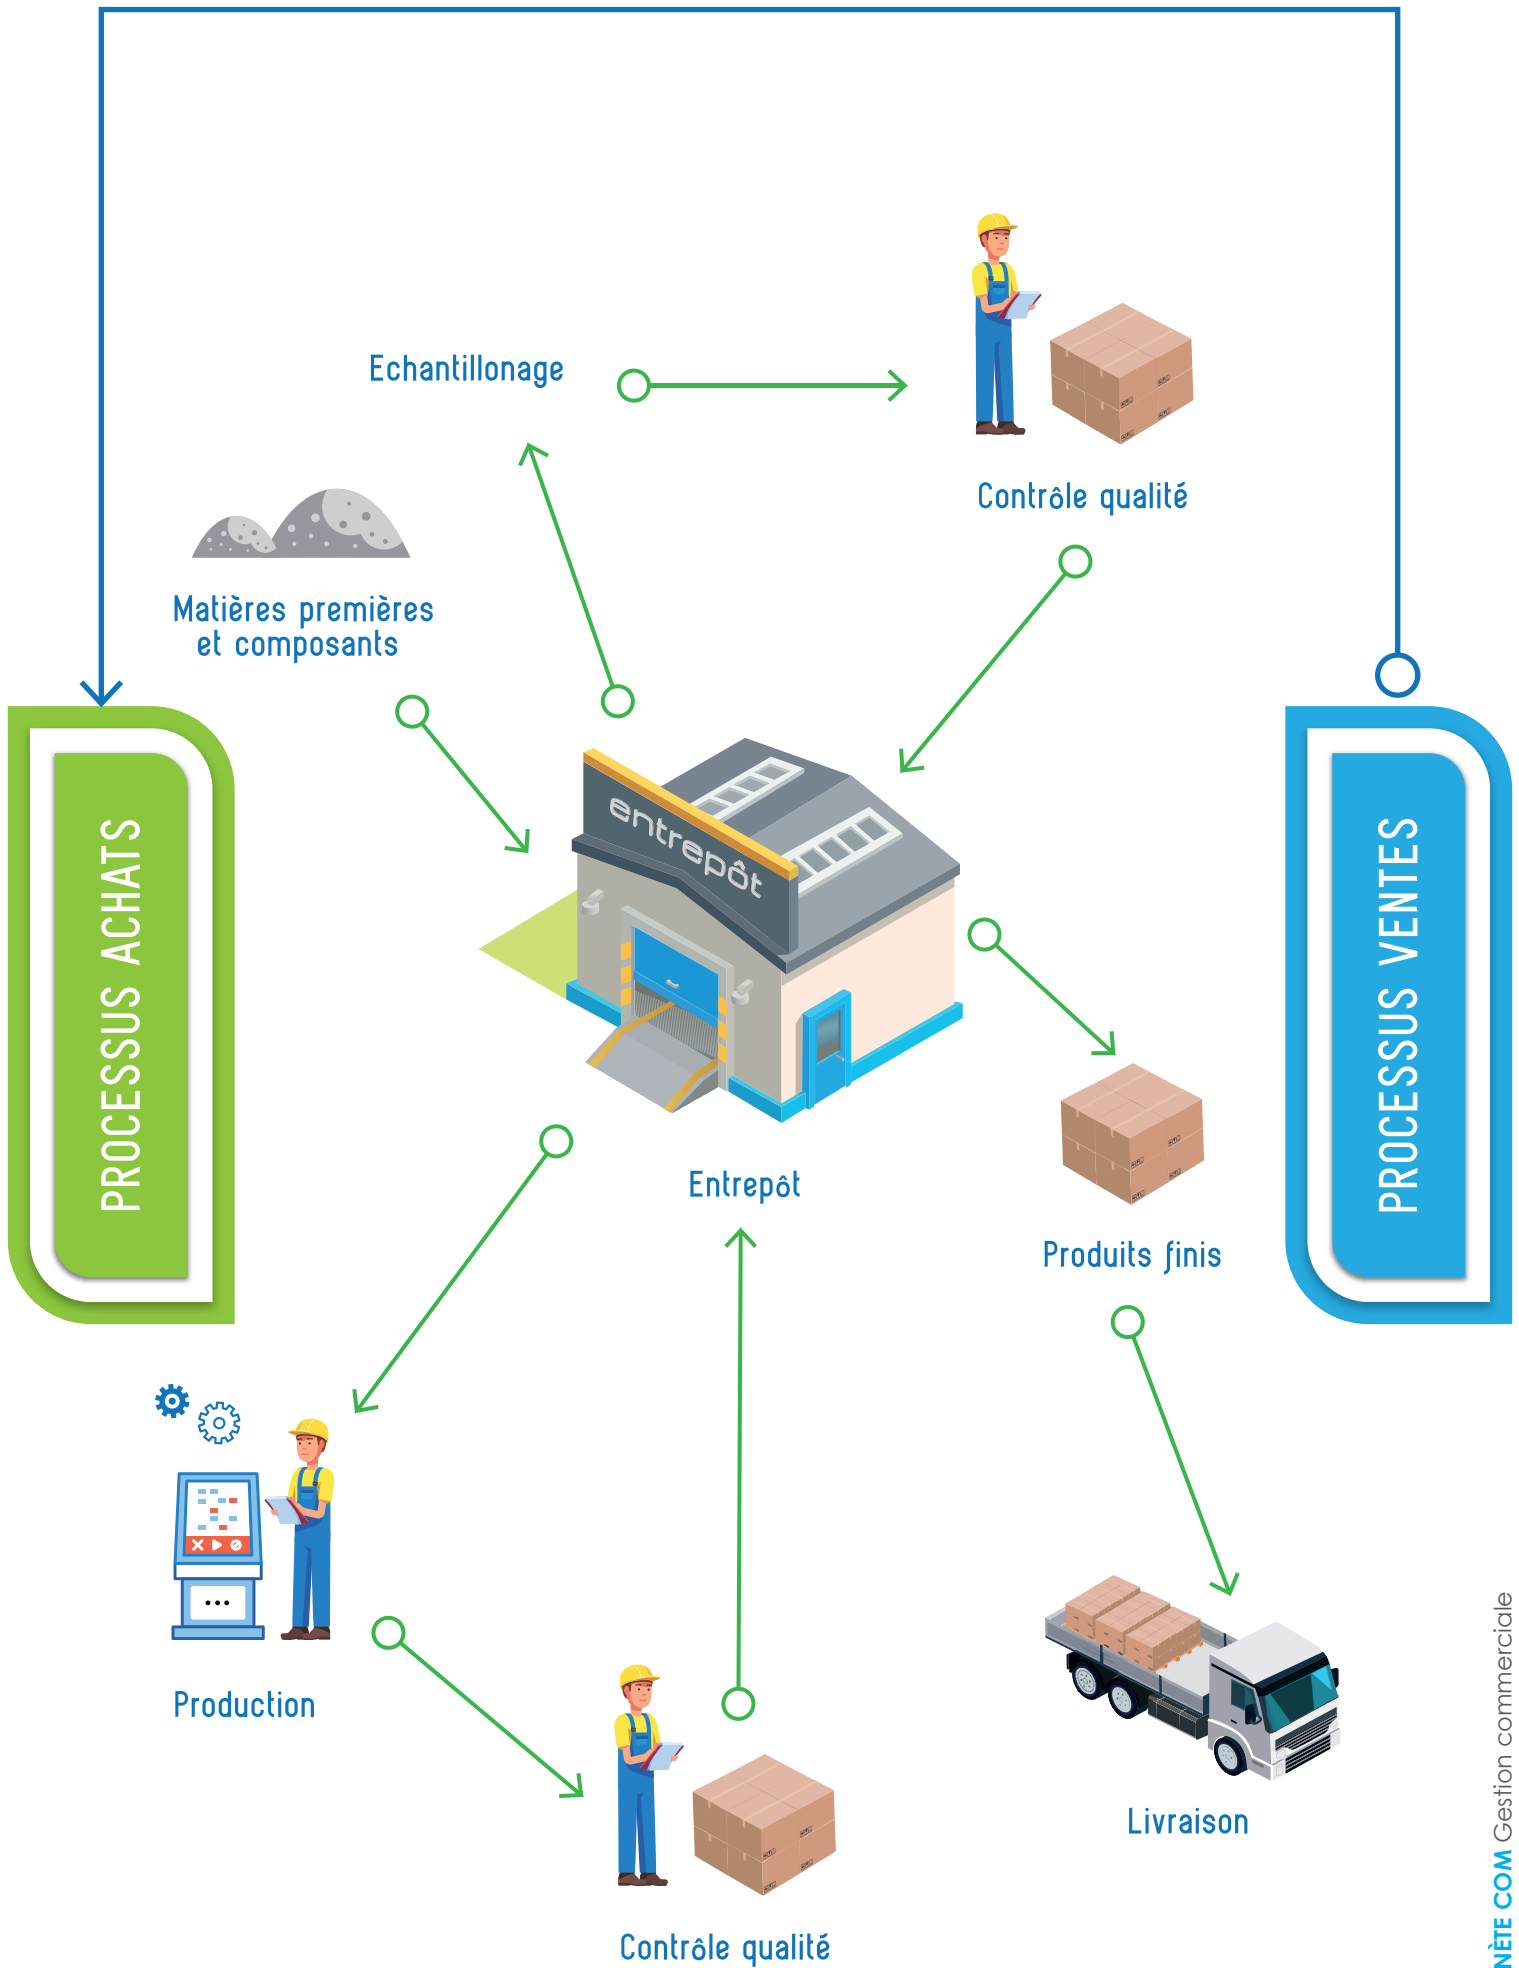 Echantillonage
Contrôle qualité
Matières premières
et composants
PROCESSUS ACHATS
entrepôt
PROCESSUS VENTES
Entrepôt
Produits finis
Production
Livraison
Contrôle qualité
NÈTE COM Gestion commerciale